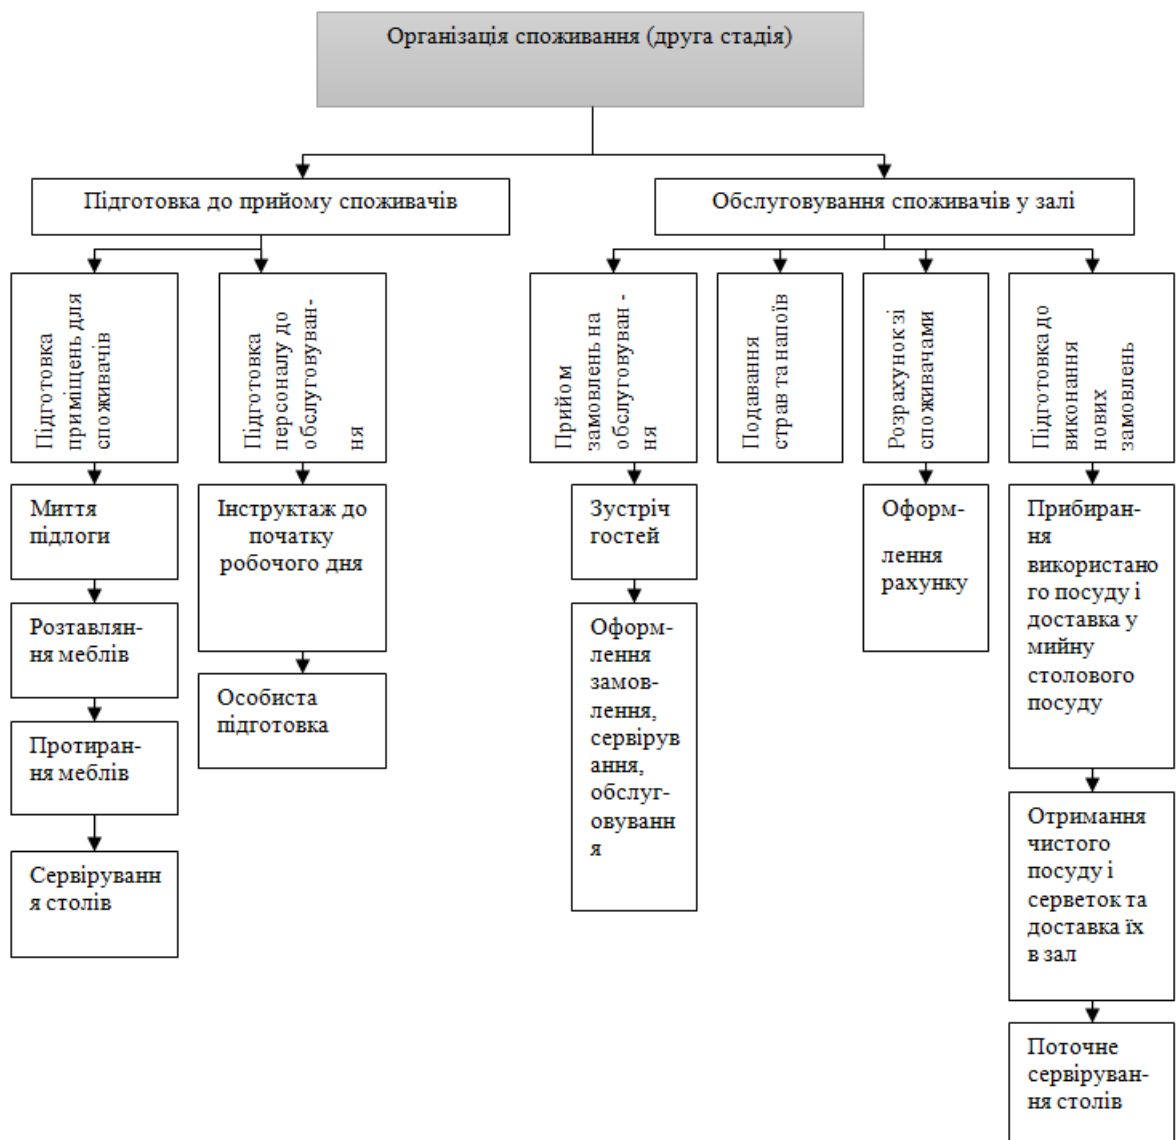 Організація споживання (друга стадія)
Підготовка до прийому споживачів
Обслуговування споживачів у залі
Підготовка
приміщень для
споживачів
Підготовка
персоналу до
обслуговуван-
ня
Прийом
замовлень на
обслуговуван -
ня
Подавання
страв та напоїв
Розрахунок зі
споживачами
Підготовка до
виконання
нових
замовлень
Миття
підлоги
Розтавлян-
ня меблів
Протиран-
ня меблів
Сервіруванн
я столів
Інструктаж до
початку
робочого дня
Особиста
підготовка
Зустріч
гостей
Оформ-
лення
замов-
лення,
сервірув
ання,
обслуг-
овуванн
я
Оформ-
лення
рахунку
Прибиран-
ня
використано
го посуду і
доставка у
мийну
столового
посуду
Отримання
чистого
посуду і
серветок та
доставка їх
в зал
Поточне
сервіруван-
ня столів